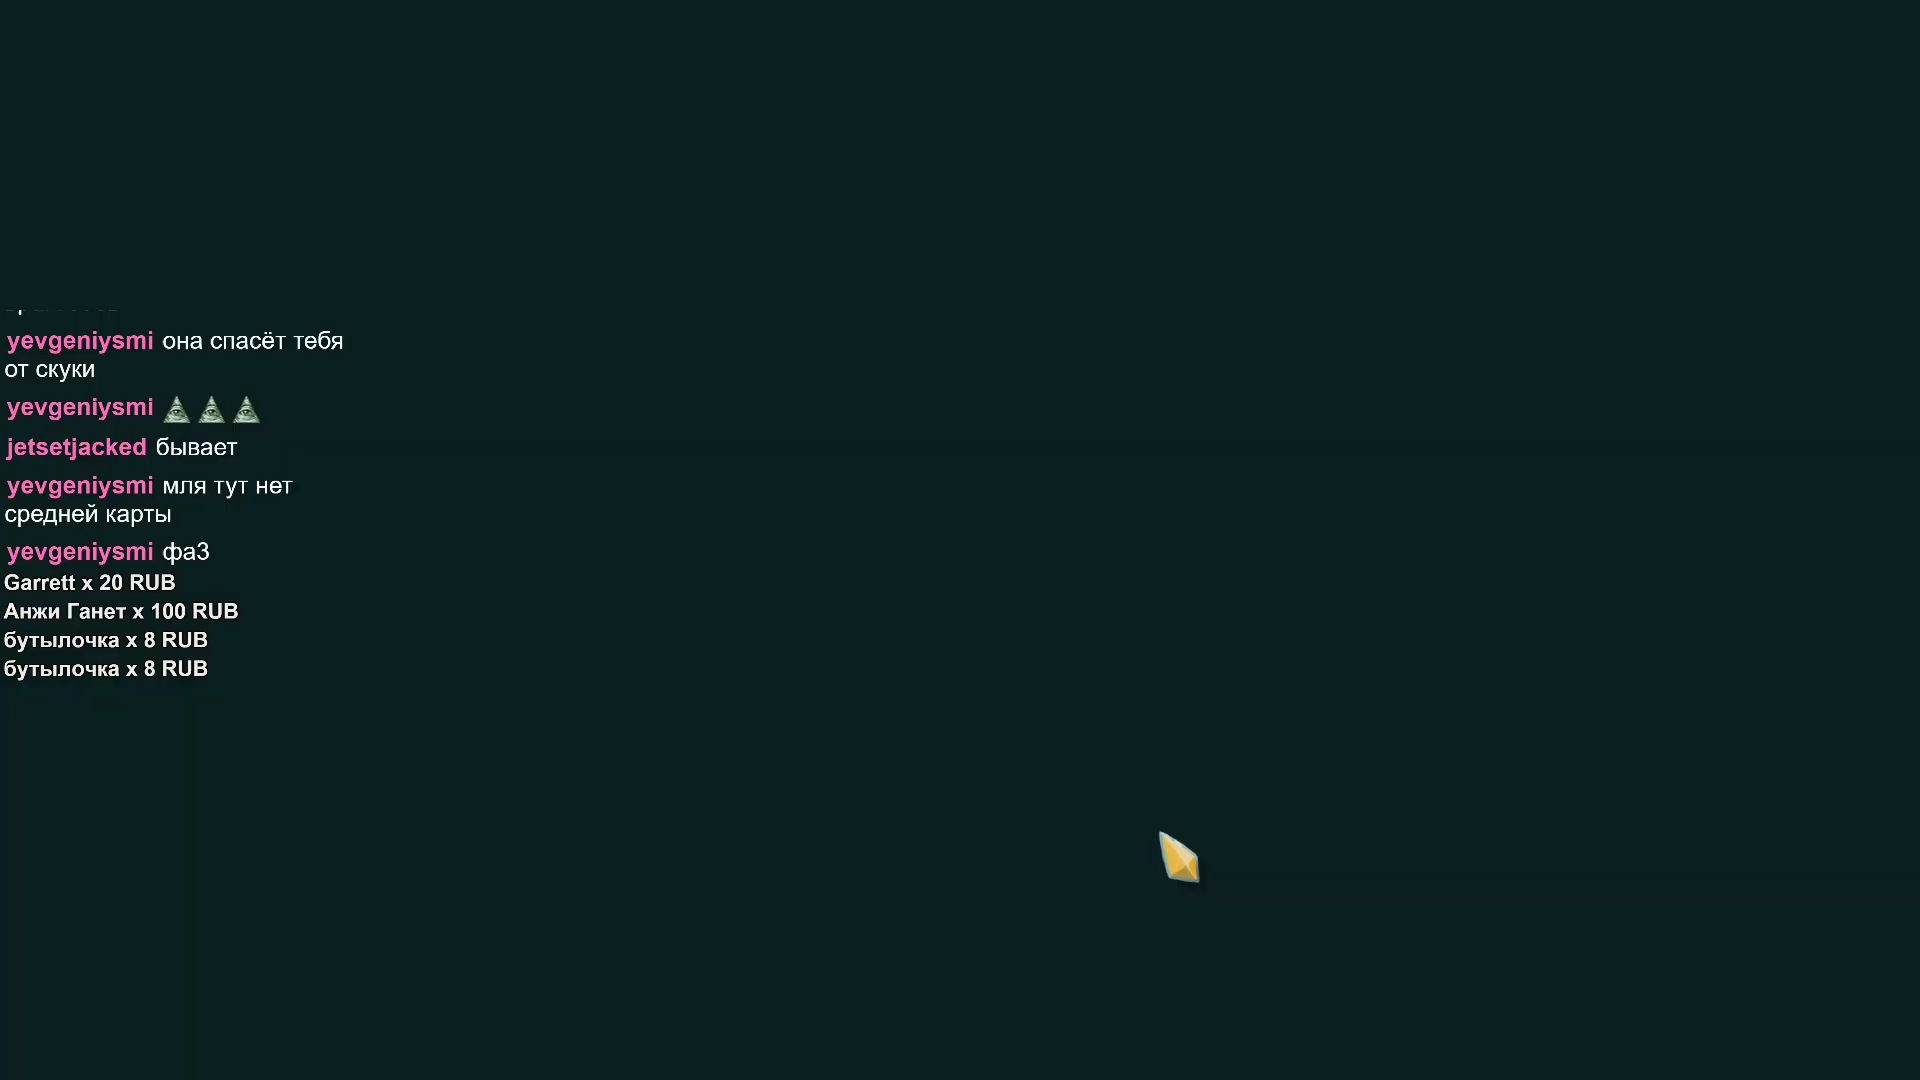 yevgeniysmi она спасёт тебя
от скуки
yevgeniysmi
jetsetjacked бывает
yevgeniysmi мля тут нет
средней карты
yevgeniysmi фа3
Garrett x 20 RUB
Анжи Ганет x 100 RUB
бутылочка x 8 RUB
бутылочка x 8 RUB